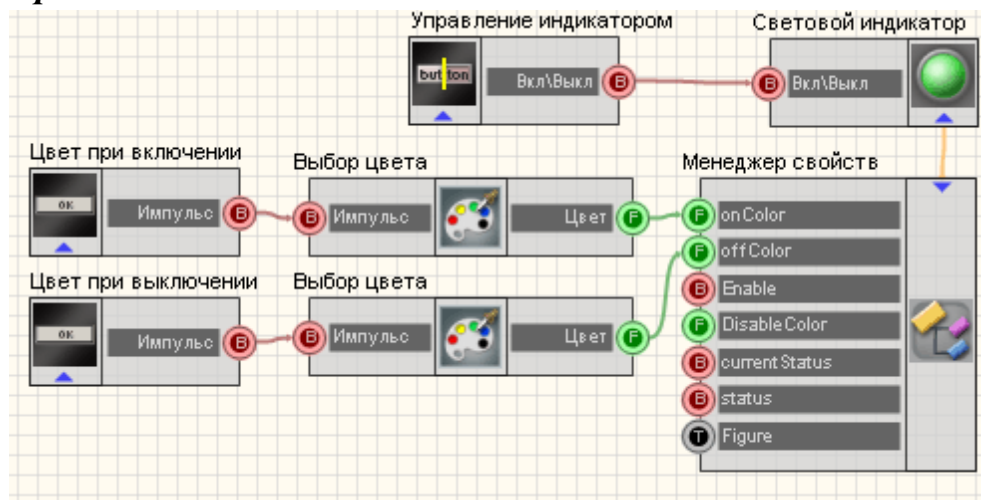 Управление индикатором
Световой индикатор
button
Вкл\Выкл B
B Вкл\Выкл
Цвет при включении
Выбор цвета
Менеджер свойств
OK
Импульс B
B Импульс
Цвет F
F onColor
F offColor
Цвет при выключении
Выбор цвета
B Enable
OK
Импульс B
B Импульс
Цвет F
F DisableColor
B currentStatus
B status
T Figure